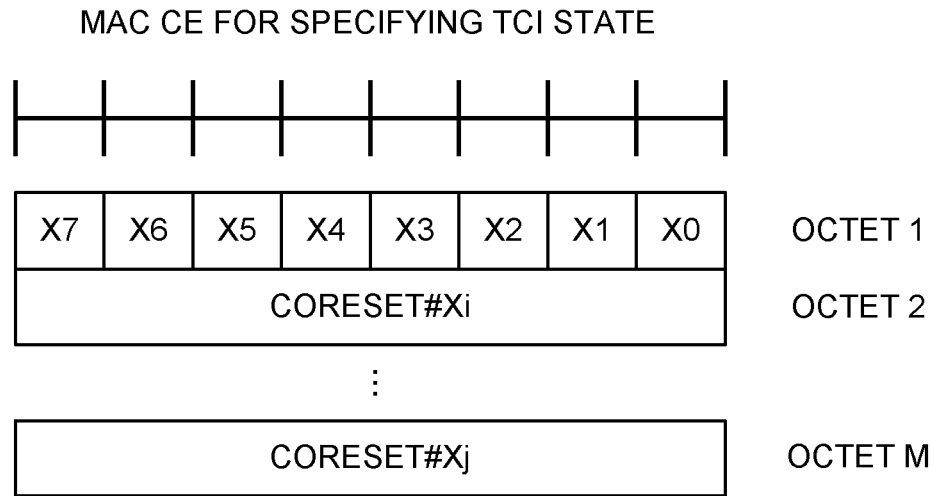 MAC CE FOR SPECIFYING TCI STATE
X7 X6 X5 X4 X3 X2 X1 X0 OCTET 1
CORESET#Xi OCTET 2
⋮
CORESET#Xj OCTET M